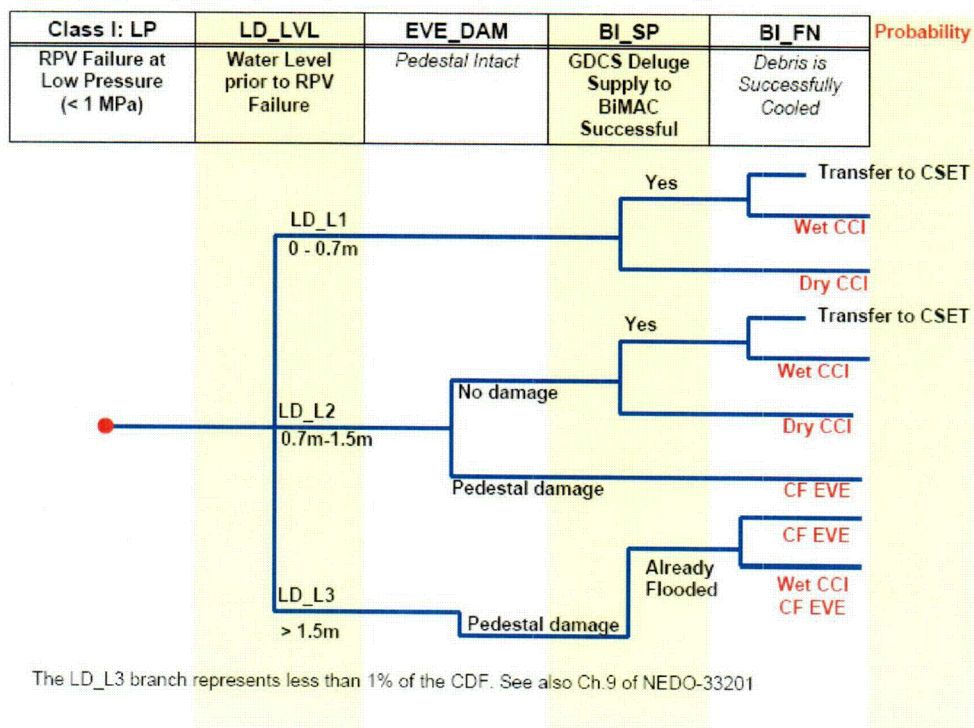 Class I: LP
LD_LVL
EVE_DAM
BI_SP
BI_FN
Probability
RPV Failure at
Low Pressure
(< 1 MPa)
Water Level
prior to RPV
Failure
Pedestal Intact
GDCS Deluge
Supply to
BiMAC
Successful
Debris is
Successfully
Cooled
Transfer to CSET
Yes
LD_L1
Wet CCI
0 - 0.7m
Dry CCI
Transfer to CSET
Yes
Wet CCI
No damage
LD_L2
Dry CCI
0.7m-1.5m
Pedestal damage
CF EVE
CF EVE
Already
Flooded
Wet CCI
CF EVE
LD_L3
Pedestal damage
> 1.5m
The LD_L3 branch represents less than 1% of the CDF. See also Ch.9 of NEDO-33201